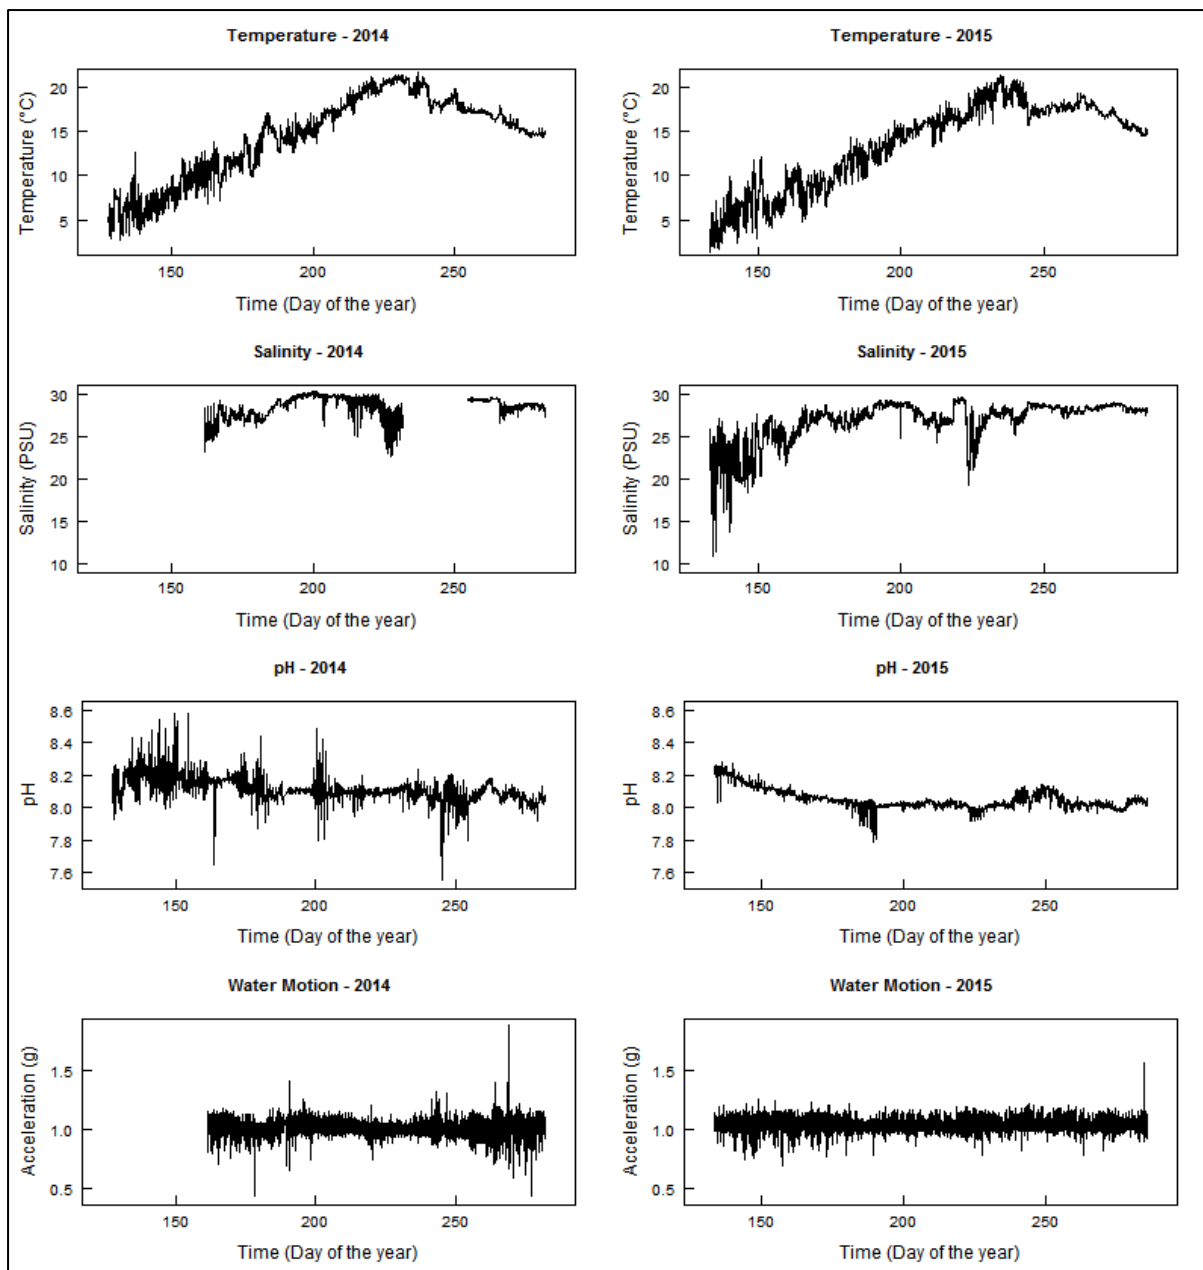 Temperature - 2014
Temperature (°C)
20
15
10
5
150 200 250
Time (Day of the year)
Temperature - 2015
Temperature (°C)
20
15
10
5
150 200 250
Time (Day of the year)
Salinity - 2014
Salinity (PSU)
30
25
20
15
10
150 200 250
Time (Day of the year)
Salinity - 2015
Salinity (PSU)
30
25
20
15
10
150 200 250
Time (Day of the year)
pH - 2014
pH
8.6
8.4
8.2
8.0
7.8
7.6
150 200 250
Time (Day of the year)
pH - 2015
pH
8.6
8.4
8.2
8.0
7.8
7.6
150 200 250
Time (Day of the year)
Water Motion - 2014
Acceleration (g)
1.5
1.0
0.5
150 200 250
Time (Day of the year)
Water Motion - 2015
Acceleration (g)
1.5
1.0
0.5
150 200 250
Time (Day of the year)